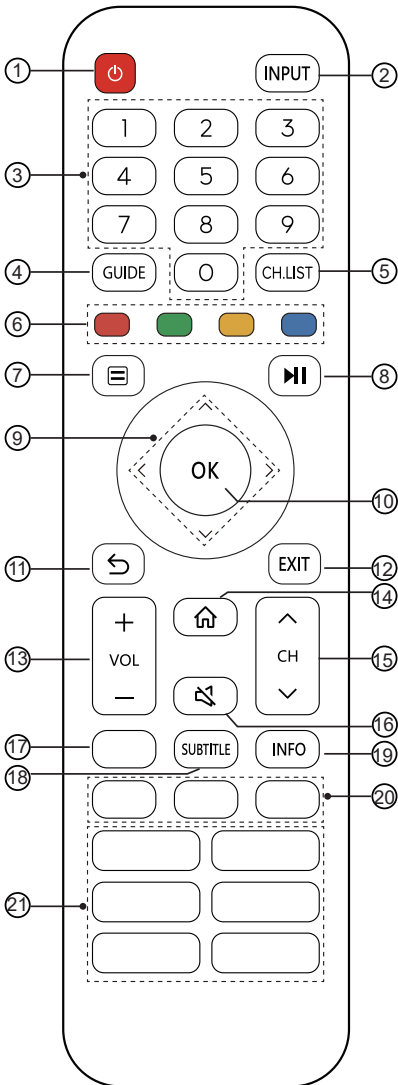 ① INPUT ②
1 2 3
③ 4 5 6
7 8 9
④ GUIDE 0 CH.LIST ⑤
⑥
⑦ ⑧
⑨ OK
⑩
⑪ EXIT ⑫
⑭
+
⑬ VOL CH ⑮
—
⑯
⑰ SUBTITLE INFO ⑲
⑱
⑳
㉑